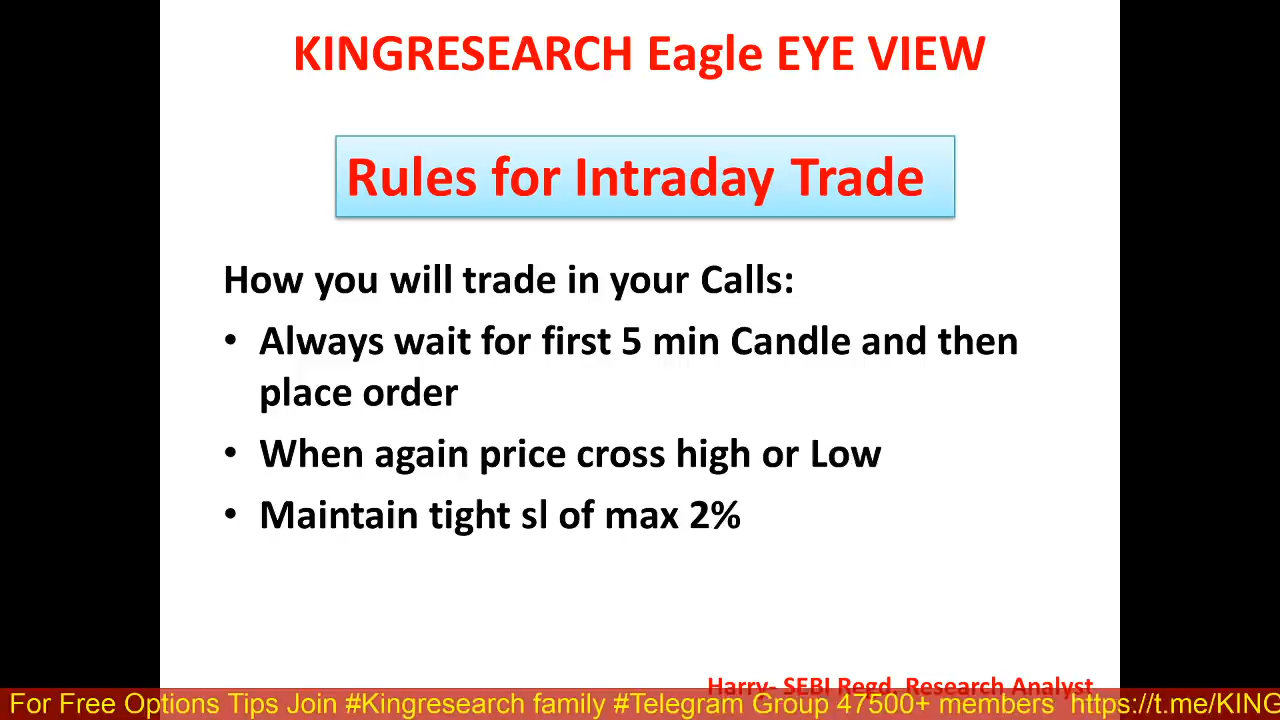 KINGRESEARCH Eagle EYE VIEW
Rules for Intraday Trade
How you will trade in your Calls:
• Always wait for first 5 min Candle and then
place order
• When again price cross high or Low
• Maintain tight sl of max 2%
Harry- SEBI Regd. Research Analyst
For Free Options Tips Join #Kingresearch family #Telegram Group 47500+ members https://t.me/KING